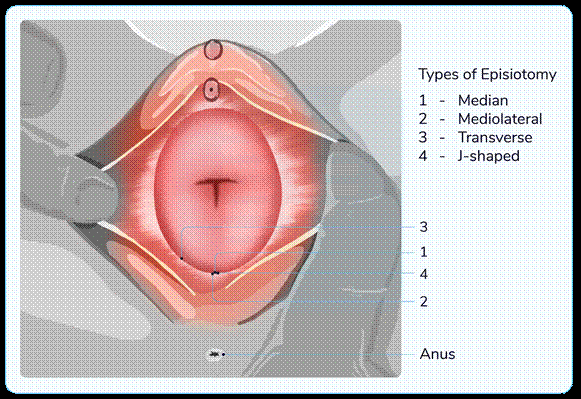 Types of Episiotomy
1 - Median
2 - Mediolateral
3 - Transverse
4 - J-shaped
3
1
4
2
Anus